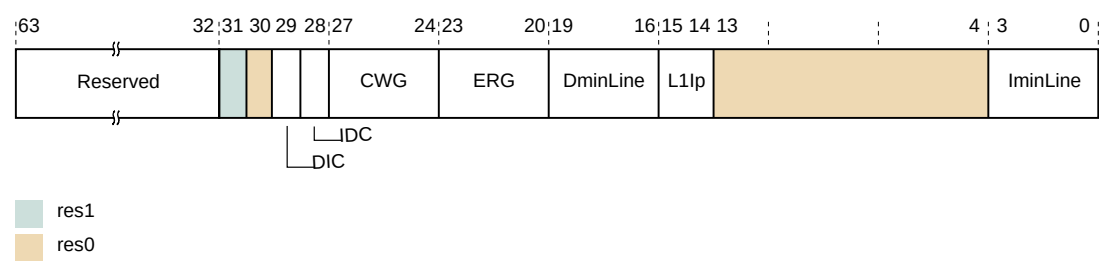 63 32 31 30 29 28 27 24 23 20 19 16 15 14 13 4 3 0
Reserved CWG ERG DminLine L1Ip IminLine
IDC
DIC
res1
res0